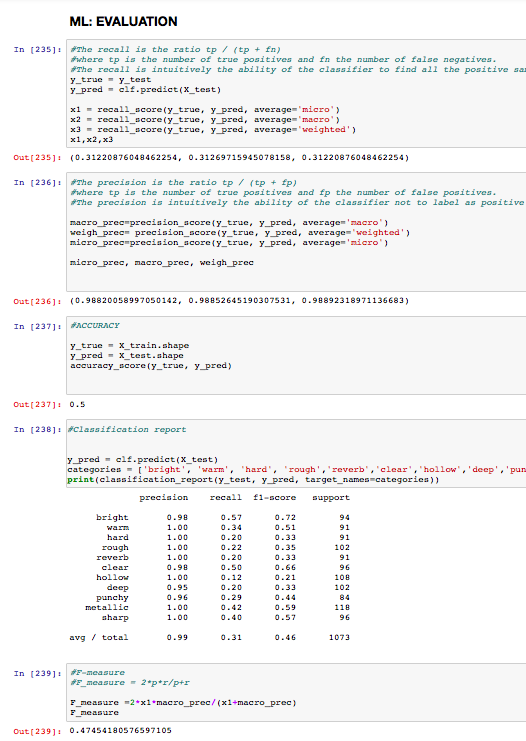 ML: EVALUATION
In [235]: #The recall is the ratio tp / (tp + fn)
#where tp is the number of true positives and fn the number of false negatives.
#The recall is intuitively the ability of the classifier to find all the positive
y_true = y_test
y_pred = clf.predict(X_test)
x1 = recall_score(y_true, y_pred, average='micro')
x2 = recall_score(y_true, y_pred, average='macro')
x3 = recall_score(y_true, y_pred, average='weighted')
x1,x2,x3
Out[235]: (0.31220876048462254, 0.31269715945078158, 0.31220876048462254)
In [236]: #The precision is the ratio tp / (tp + fp)
#where tp is the number of true positives and fp the number of false positives.
#The precision is intuitively the ability of the classifier not to label as positive
macro_prec=precision_score(y_true, y_pred, average='macro')
weigh_prec= precision_score(y_true, y_pred, average='weighted')
micro_prec=precision_score(y_true, y_pred, average='micro')
micro_prec, macro_prec, weigh_prec
Out[236]: (0.98820058997050142, 0.98852645190307531, 0.98892318971136683)
In [237]: #ACCURACY
y_true = X_train.shape
y_pred = X_test.shape
accuracy_score(y_true, y_pred)
Out[237]: 0.5
In [238]: #Classification report
y_pred = clf.predict(X_test)
categories = ['bright', 'warm', 'hard', 'rough','reverb','clear','hollow','deep','pun
print(classification_report(y_test, y_pred, target_names=categories))
precision recall f1-score support
bright 0.98 0.57 0.72 94
warm 1.00 0.34 0.51 91
hard 1.00 0.20 0.33 91
rough 1.00 0.22 0.35 102
reverb 1.00 0.20 0.33 91
clear 0.98 0.50 0.66 96
hollow 1.00 0.12 0.21 108
deep 0.95 0.20 0.33 102
punchy 0.96 0.29 0.44 84
metallic 1.00 0.42 0.59 118
sharp 1.00 0.40 0.57 96
avg / total 0.99 0.31 0.46 1073
In [239]: #F-measure
#F_measure = 2*p*r/p+r
F_measure =2*x1*macro_prec/(x1+macro_prec)
F_measure
Out[239]: 0.47454180576597105